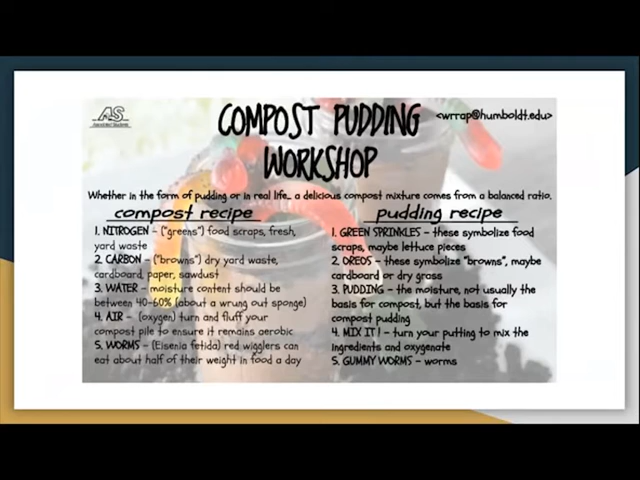 AS
COMPOST PUDDING
<wrrap@humboldt.edu>
WORKSHOP
Whether in the form of pudding or in real life... a delicious compost mixture comes from a balanced ratio.
compost recipe
1. NITROGEN - ("greens") food scraps, fresh,
yard waste
2. CARBON - ("browns") dry yard waste,
cardboard, paper, sawdust
3. WATER - moisture content should be
between 40-60% (about a wrung out sponge)
4. AIR - (oxygen) turn and fluff your
compost pile to ensure it remains aerobic
5. WORMS - (Eisenia fetida) red wigglers can
eat about half of their weight in food a day
pudding recipe
1. GREEN SPRINKLES - these symbolize food
scraps, maybe lettuce pieces
2. OREOS - these symbolize "browns", maybe
cardboard or dry grass
3. PUDDING - the moisture, not usually the
basis for compost, but the basis for
compost pudding
4. MIX IT! - turn your putting to mix the
ingredients and oxygenate
5. GUMMY WORMS - worms